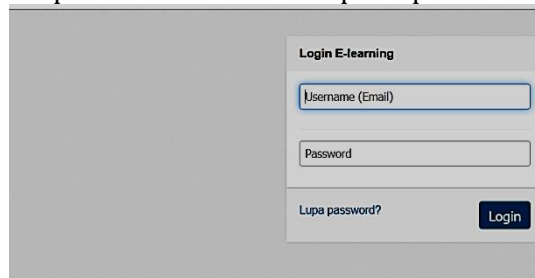 Login E-learning
Username (Email)
Password
Lupa password?
Login